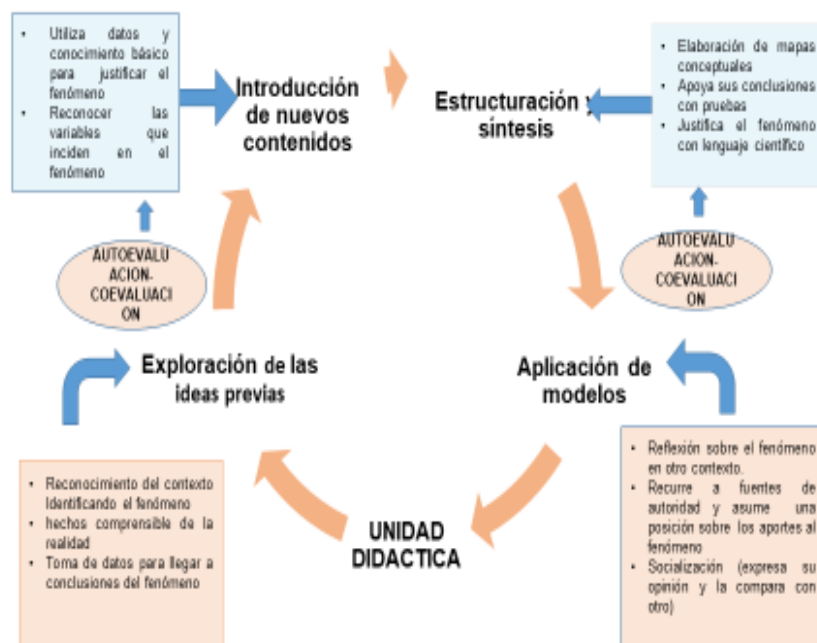 • Utiliza datos y
conocimiento básico
para justificar el
fenómeno
• Reconocer las
variables que
inciden en el
fenómeno
Introducción
de nuevos
contenidos
Estructuración y
síntesis
• Elaboración de mapas
conceptuales
• Apoya sus conclusiones
con pruebas
• Justifica el fenómeno
con lenguaje científico
AUTOEVALU
ACION-
COEVALUACI
ON
AUTOEVALU
ACION-
COEVALUACI
ON
Exploración de las
ideas previas
Aplicación de
modelos
• Reconocimiento del contexto
Identificando el fenómeno
• hechos comprensible de la
realidad
• Toma de datos para llegar a
conclusiones del fenómeno
UNIDAD
DIDACTICA
• Reflexión sobre el fenómeno
en otro contexto.
• Recurre a fuentes de
autoridad y asume una
posición sobre los aportes al
fenómeno
• Socialización (expresa su
opinión y la compara con
otro)